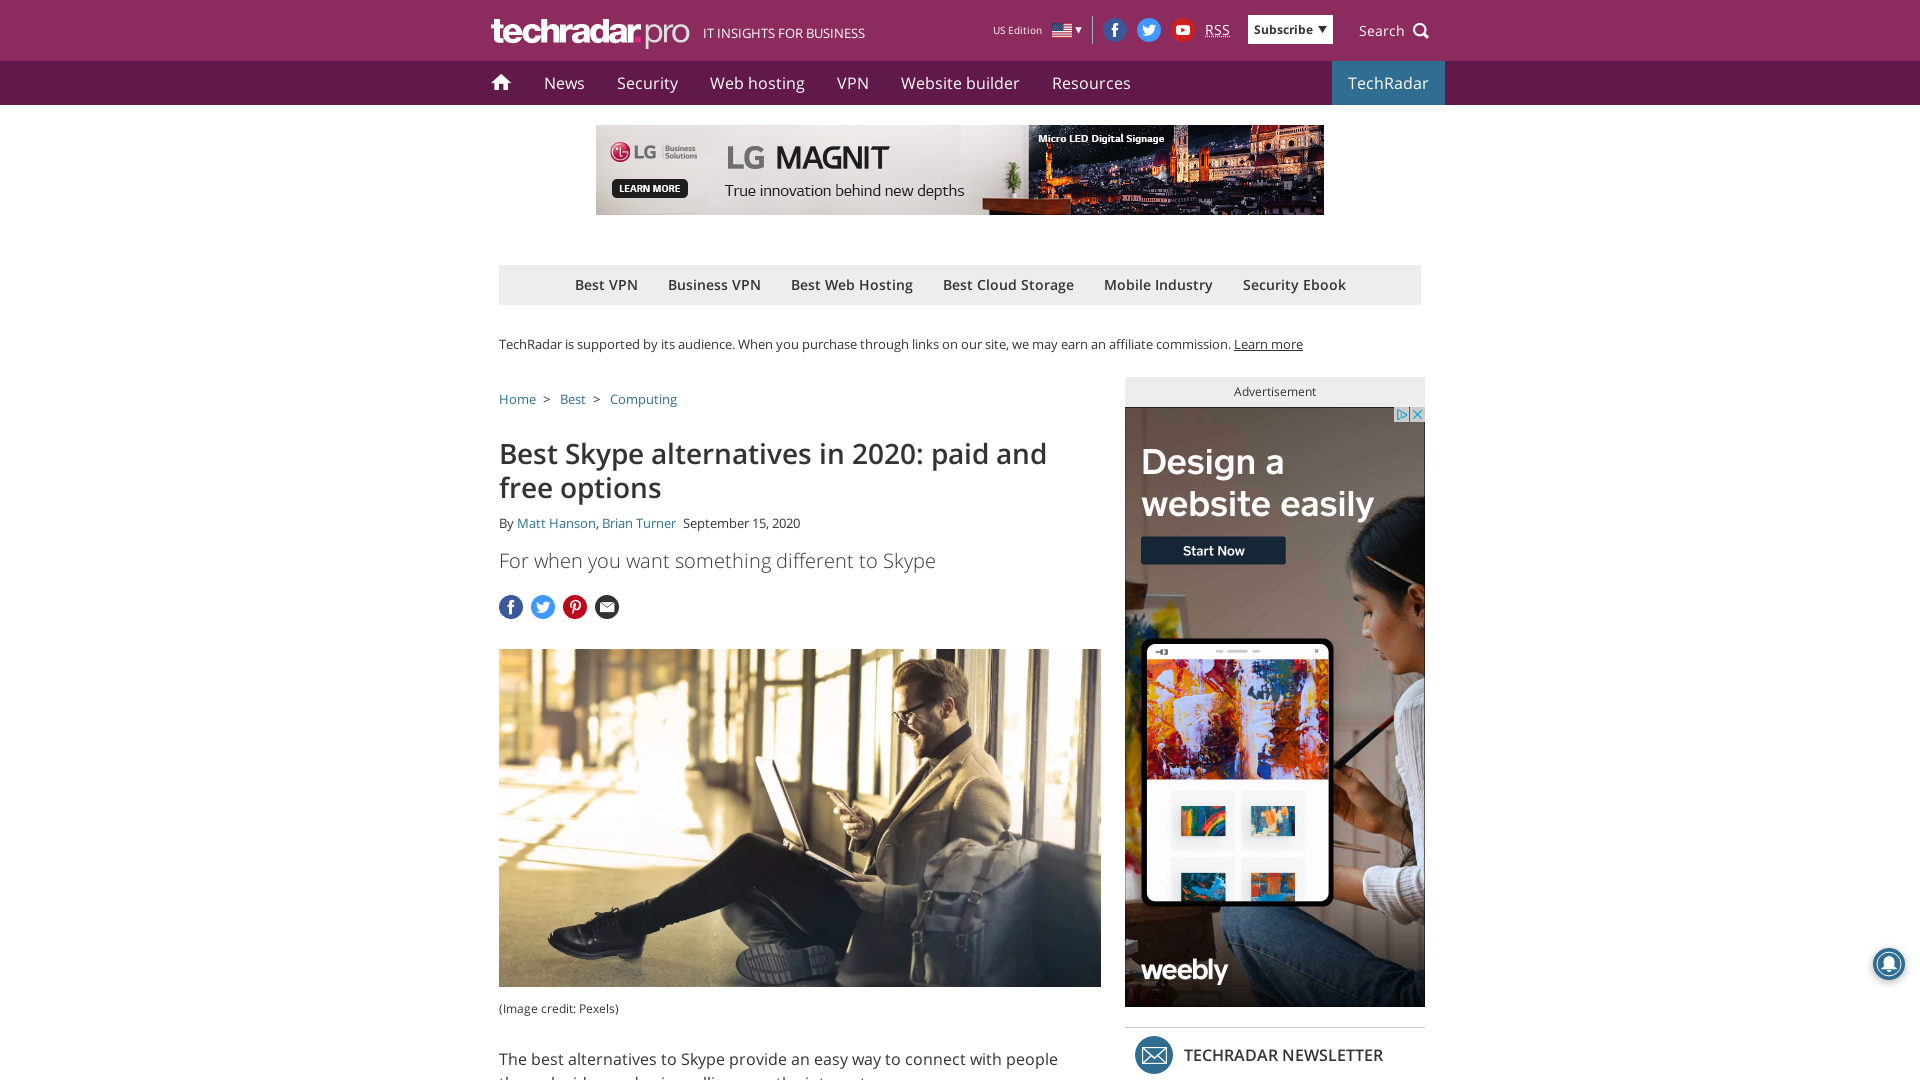 techradar.pro IT INSIGHTS FOR BUSINESS
US Edition
RSS
Subscribe
Search
News Security Web hosting VPN Website builder Resources TechRadar
LG Business Solutions
LEARN MORE
LG MAGNIT
True innovation behind new depths
Micro LED Digital Signage
Best VPN Business VPN Best Web Hosting Best Cloud Storage Mobile Industry Security Ebook
TechRadar is supported by its audience. When you purchase through links on our site, we may earn an affiliate commission. Learn more
Home > Best > Computing
Best Skype alternatives in 2020: paid and
free options
By Matt Hanson, Brian Turner September 15, 2020
For when you want something different to Skype
(Image credit: Pexels)
The best alternatives to Skype provide an easy way to connect with people
Advertisement
Design a
website easily
Start Now
weebly
TECHRADAR NEWSLETTER